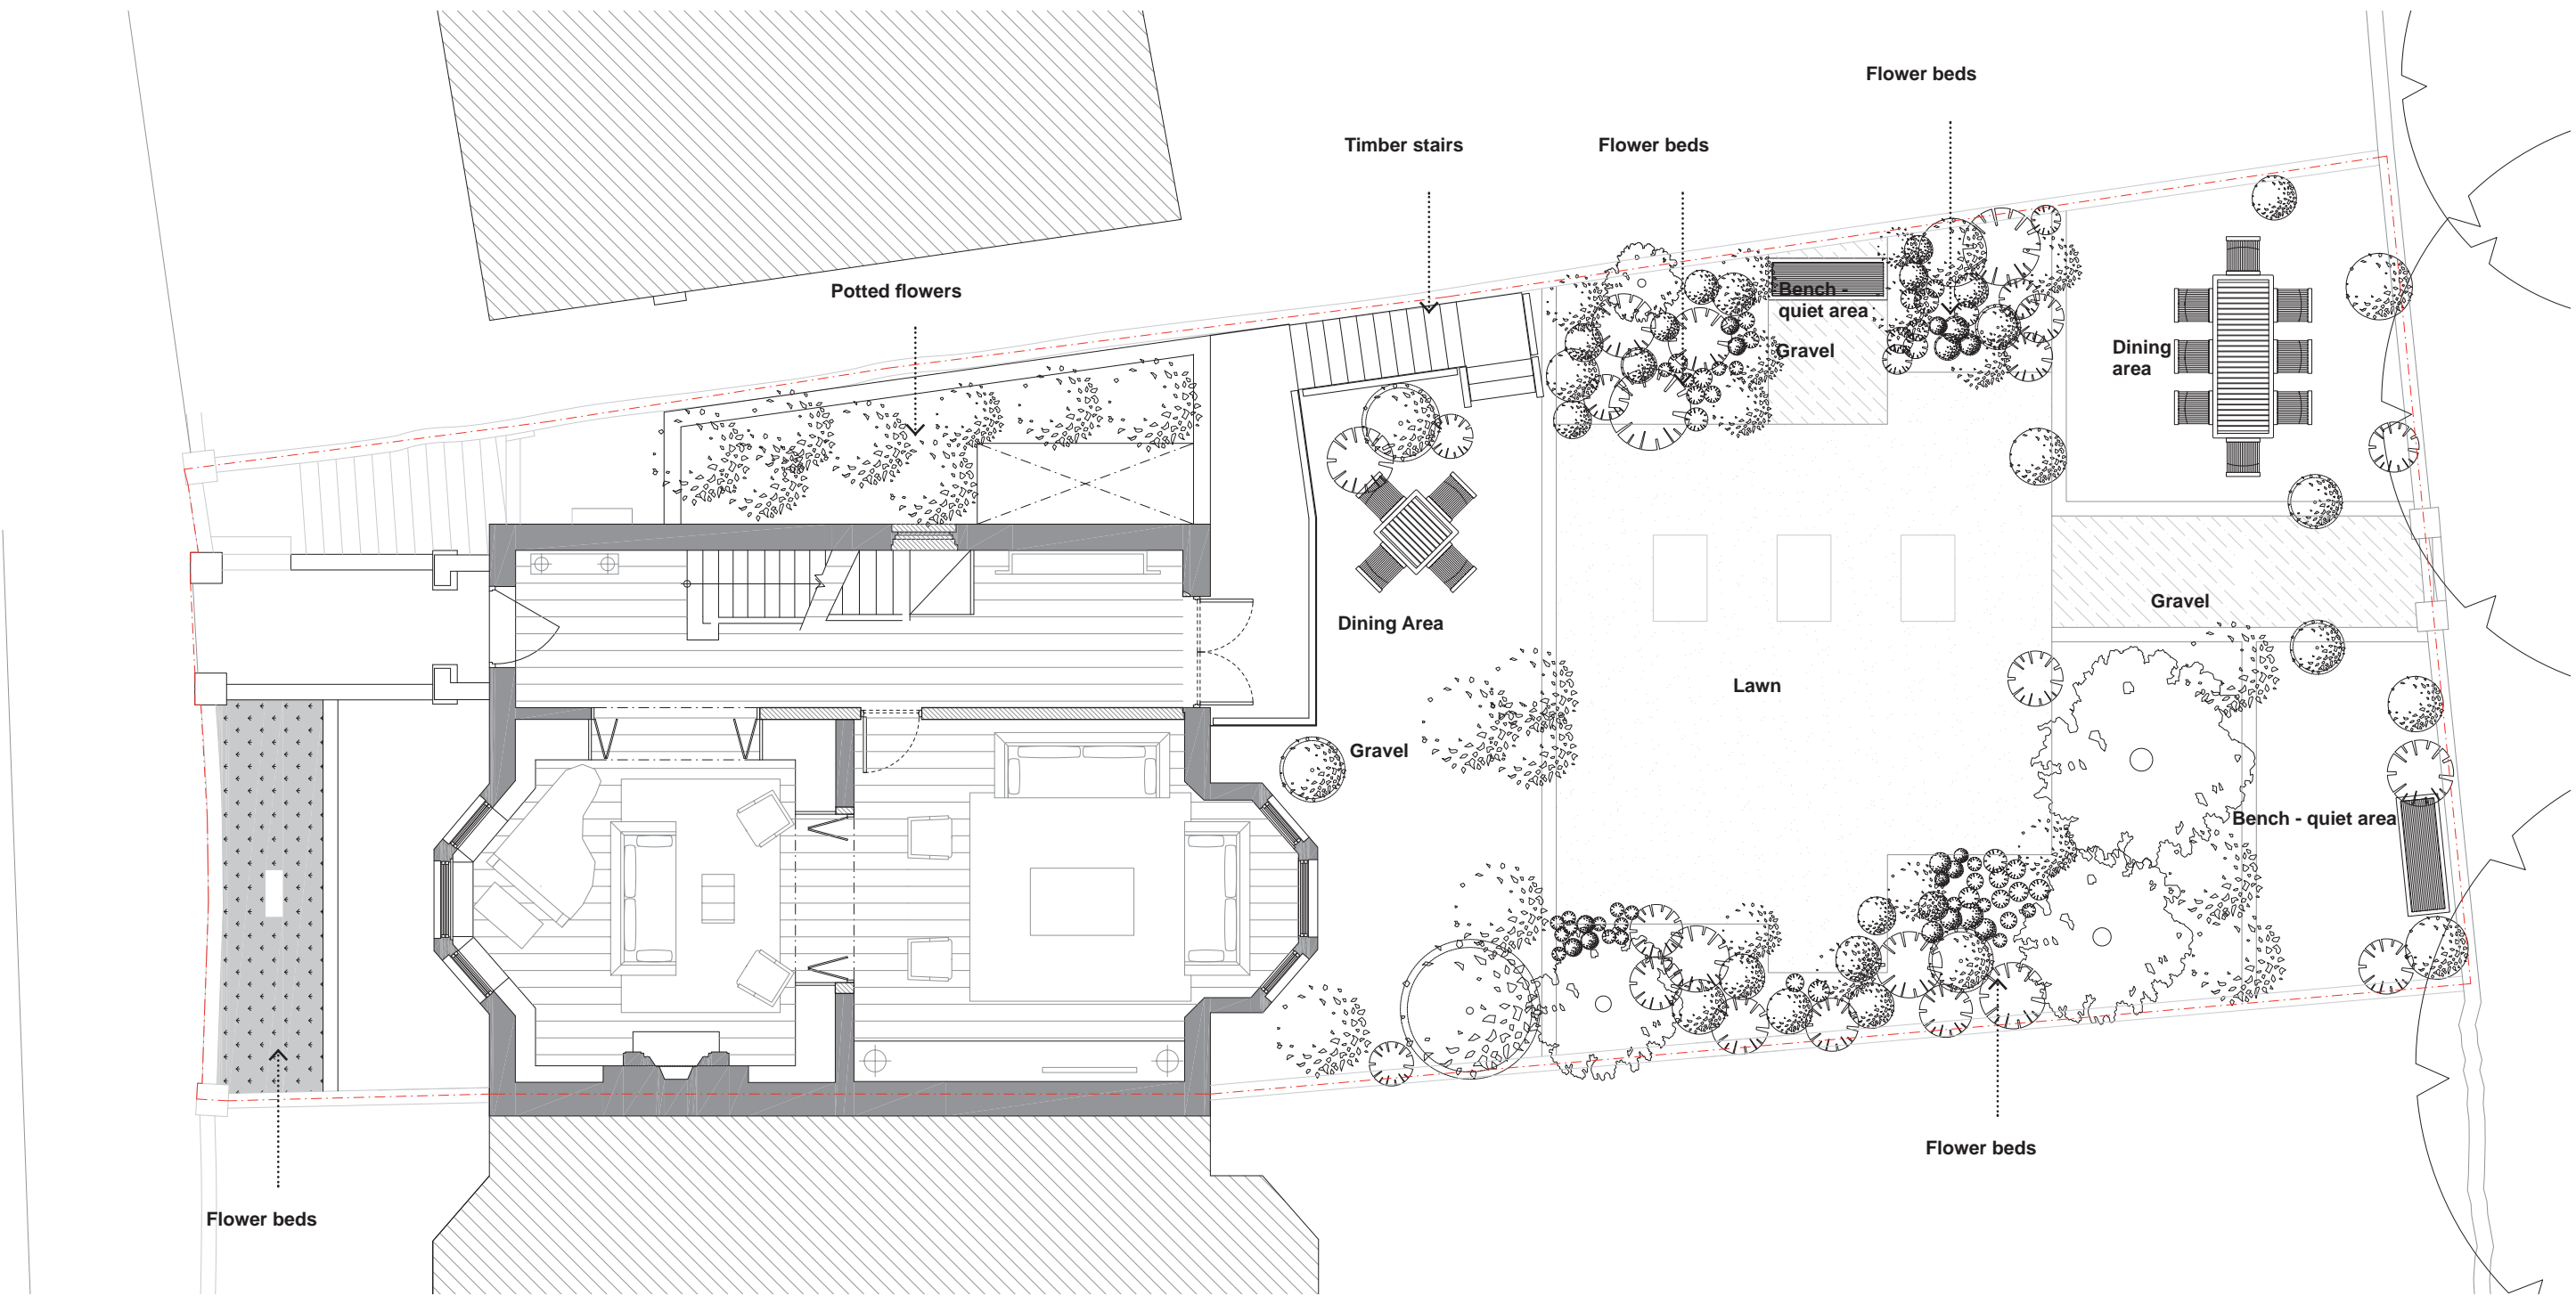 Flower beds
Timber stairs
Flower beds
Potted flowers
Bench -
quiet area
Gravel
Dining
area
Gravel
Dining Area
Lawn
Gravel
Bench - quiet area
Flower beds
Flower beds